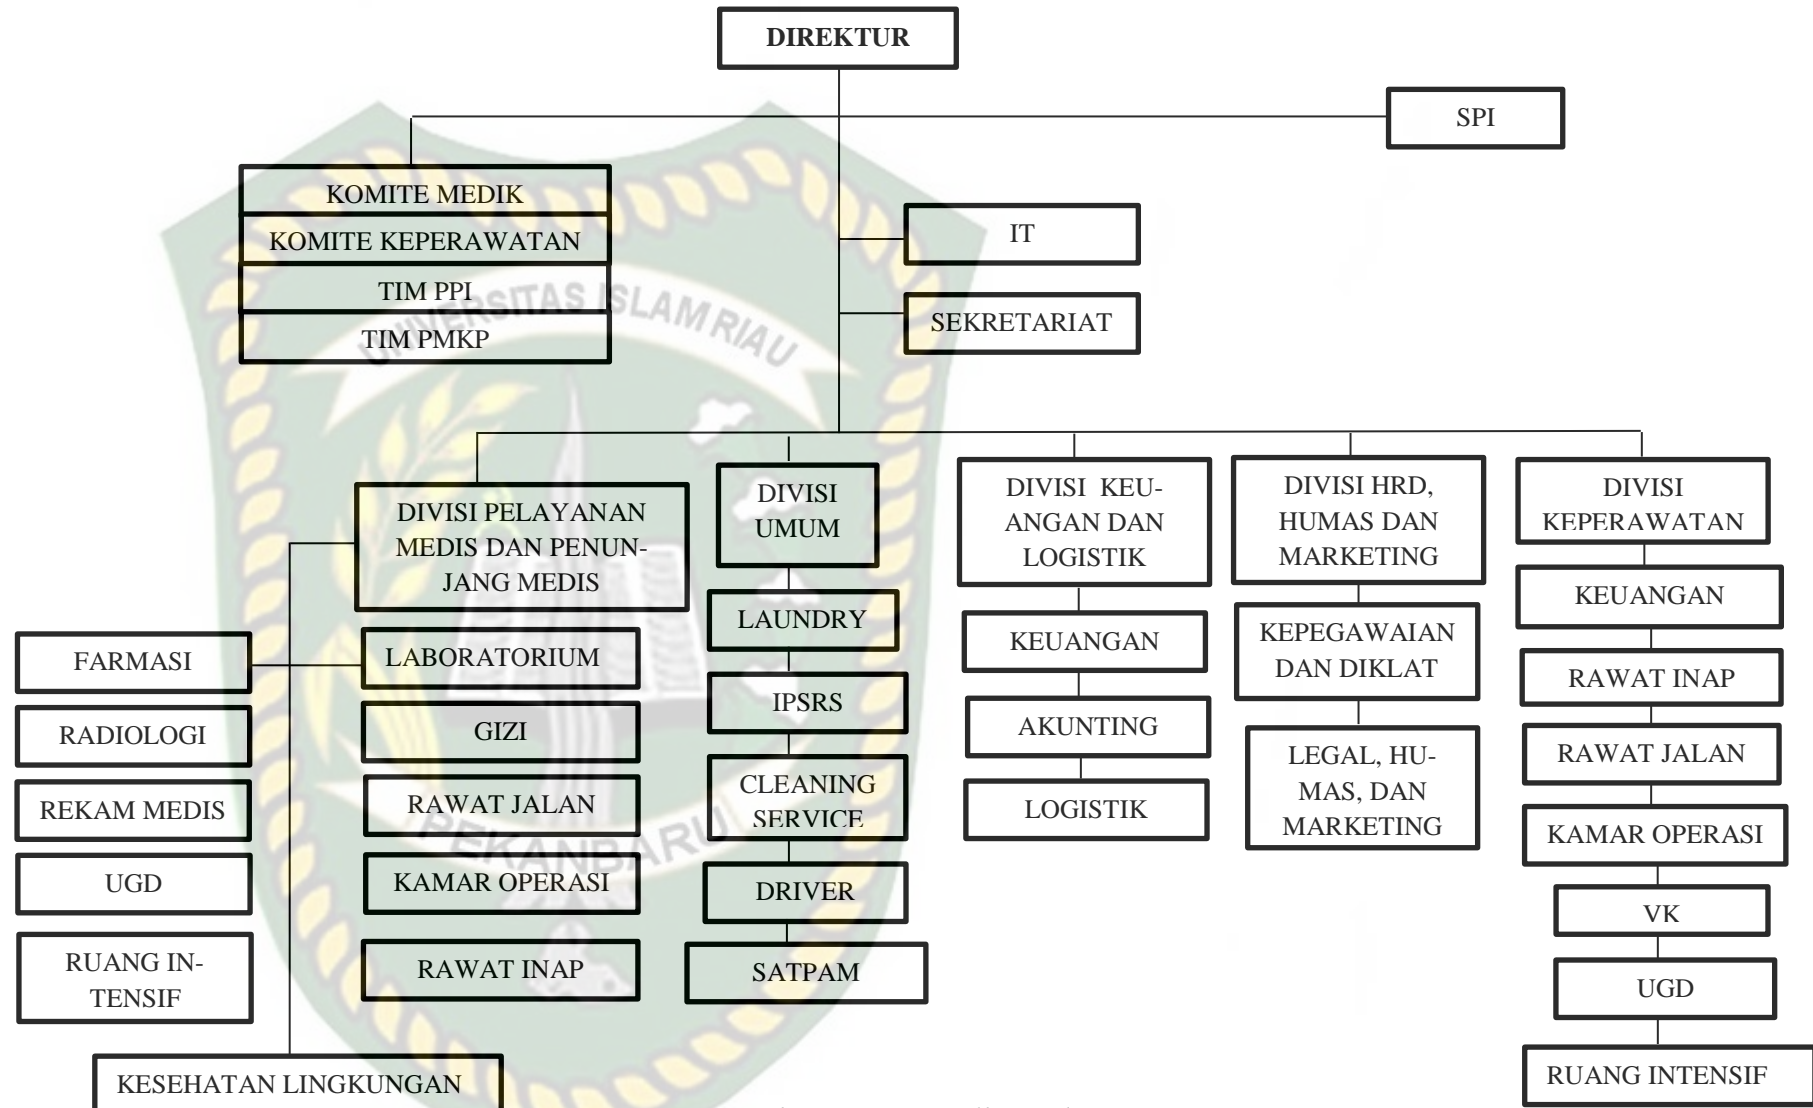 DIREKTUR
SPI
KOMITE MEDIK
KOMITE KEPERAWATAN
TIM PPI
TIM PMKP
IT
SEKRETARIAT
UNIVERSITAS ISLAM RIAU
DIVISI PELAYANAN
MEDIS DAN PENUN-
JANG MEDIS
DIVISI
UMUM
DIVISI KEU-
ANGAN DAN
LOGISTIK
DIVISI HRD,
HUMAS DAN
MARKETING
DIVISI
KEPERAWATAN
FARMASI
RADIOLOGI
REKAM MEDIS
UGD
RUANG IN-
TENSIF
LABORATORIUM
GIZI
RAWAT JALAN
KAMAR OPERASI
RAWAT INAP
KESEHATAN LINGKUNGAN
PEKANBARU
LAUNDRY
IPSRS
CLEANING
SERVICE
DRIVER
SATPAM
KEUANGAN
AKUNTING
LOGISTIK
KEPEGAWAIAN
DAN DIKLAT
LEGAL, HU-
MAS, DAN
MARKETING
KEUANGAN
RAWAT INAP
RAWAT JALAN
KAMAR OPERASI
VK
UGD
RUANG INTENSIF